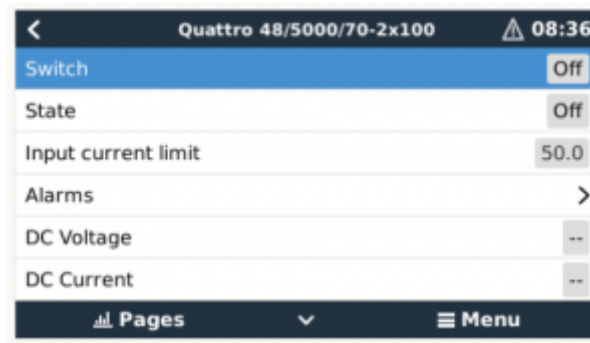 Quattro 48/5000/70-2x100 08:36
Switch Off
State Off
Input current limit 50.0
Alarms
DC Voltage --
DC Current --
Pages Menu